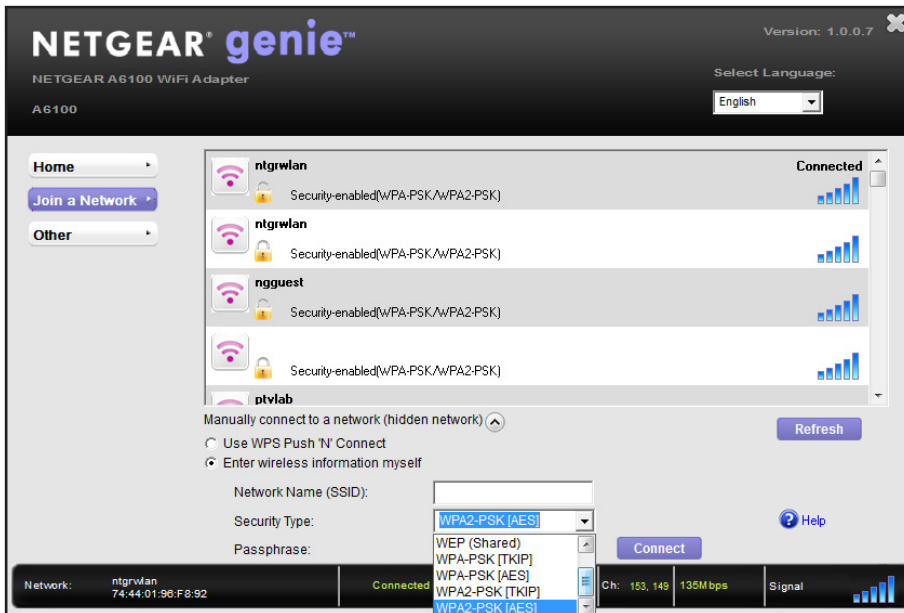 NETGEAR® genie™
Version: 1.0.0.7
NETGEAR A6100 WiFi Adapter
Select Language:
A6100
English
Home
Join a Network
Other
ntgrwlan
Connected
Security-enabled(WPA-PSK/WPA2-PSK)
ntgrwlan
Security-enabled(WPA-PSK/WPA2-PSK)
ngguest
Security-enabled(WPA-PSK/WPA2-PSK)
Security-enabled(WPA-PSK/WPA2-PSK)
ptvlab
Manually connect to a network (hidden network)
Refresh
Use WPS Push 'N' Connect
Enter wireless information myself
Network Name (SSID):
Security Type:
WPA2-PSK [AES]
Help
Passphrase:
WEP (Shared)
WPA-PSK [TKIP]
WPA-PSK [AES]
WPA2-PSK [TKIP]
WPA2-PSK [AES]
Connect
Network:
ntgrwlan
74:44:01:96:F8:92
Connected
Ch: 153, 149
135Mbps
Signal